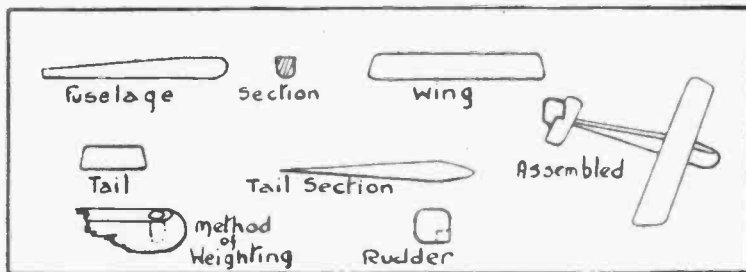 Fuselage
Section
Wing
Assembled
Tail
Tail Section
Method
of
Weighting
Rudder